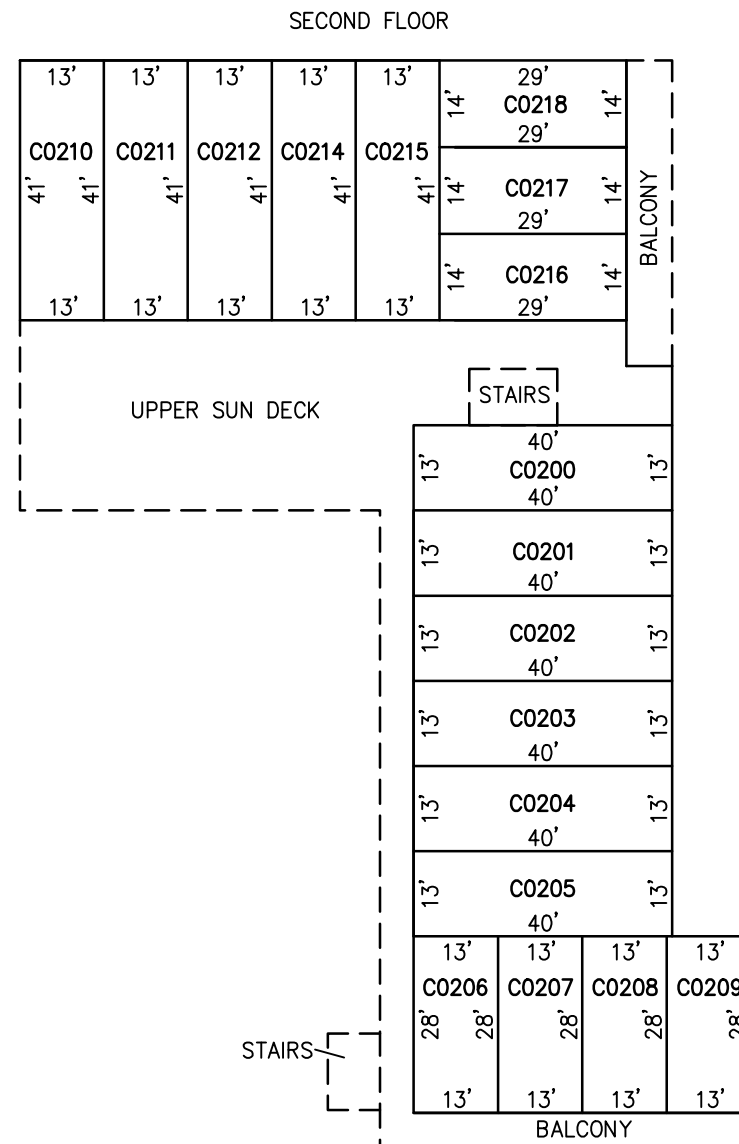 SECOND FLOOR
13' 13' 13' 13' 13' 29'
14' C0218 14'
29'
C0210 C0211 C0212 C0214 C0215
41' 41' 41' 41' 41' 41'
14' C0217 14'
29'
BALCONY
14' C0216 14'
13' 13' 13' 13' 13' 29'
STAIRS
UPPER SUN DECK
40'
13' C0200 13'
40'
13' C0201 13'
40'
13' C0202 13'
40'
13' C0203 13'
40'
13' C0204 13'
40'
13' C0205 13'
40'
13' 13' 13' 13'
C0206 C0207 C0208 C0209
28' 28' 28' 28' 28'
STAIRS
13' 13' 13' 13'
BALCONY